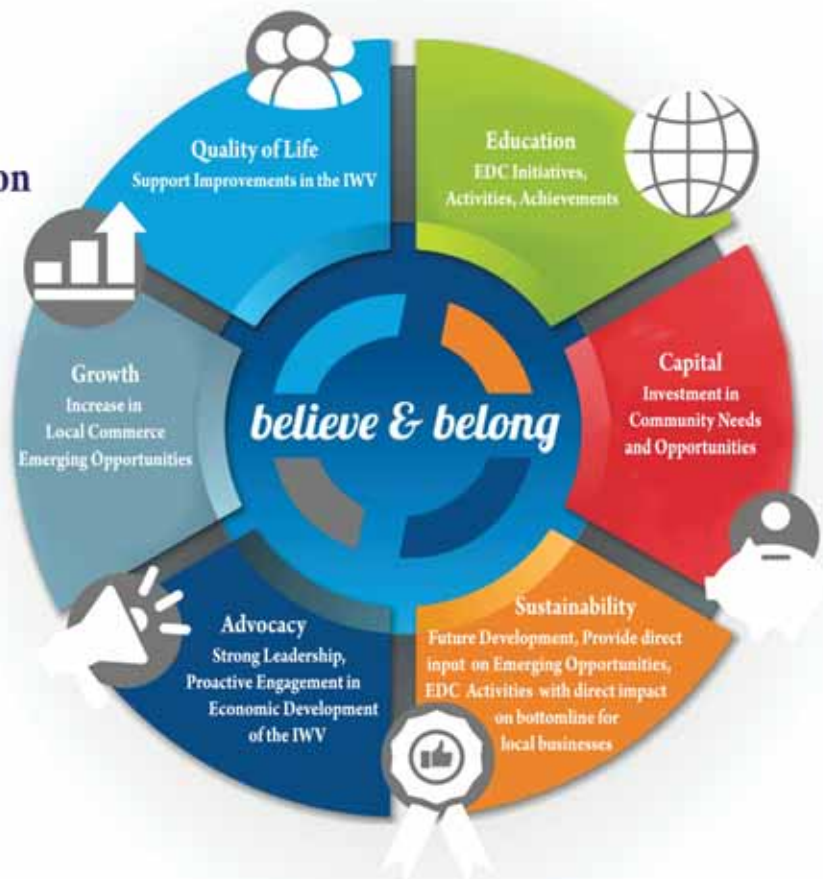 on
Quality of Life
Support Improvements in the IWV
Education
EDC Initiatives,
Activities, Achievements
Capital
Investment in
Community Needs
and Opportunities
Sustainability
Future Development, Provide direct
input on Emerging Opportunities,
EDC Activities with direct impact
on bottomline for
local businesses
Advocacy
Strong Leadership,
Proactive Engagement in
Economic Development
of the IWV
Growth
Increase in
Local Commerce
Emerging Opportunities
believe & belong